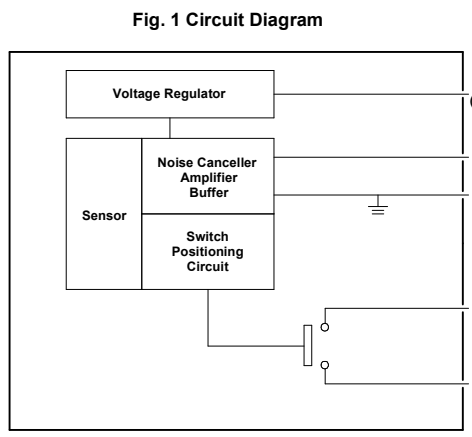 Fig. 1 Circuit Diagram
Voltage Regulator
Noise Canceller
Amplifier
Buffer
Sensor
Switch
Positioning
Circuit